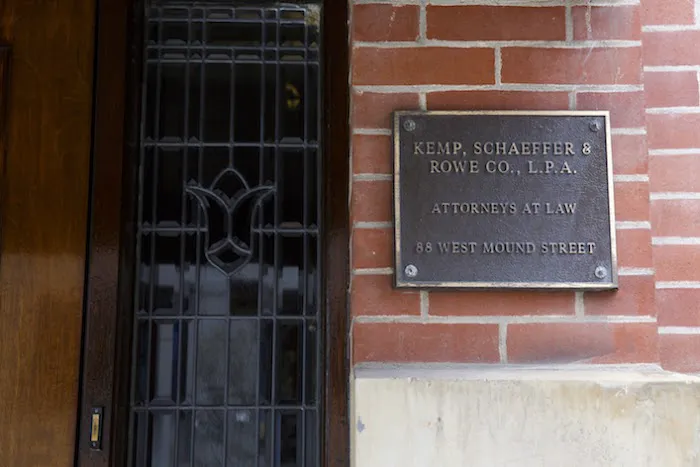 KEMP, SCHAEFFER &
ROWE CO., L.P.A.
ATTORNEYS AT LAW
88 WEST MOUND STREET